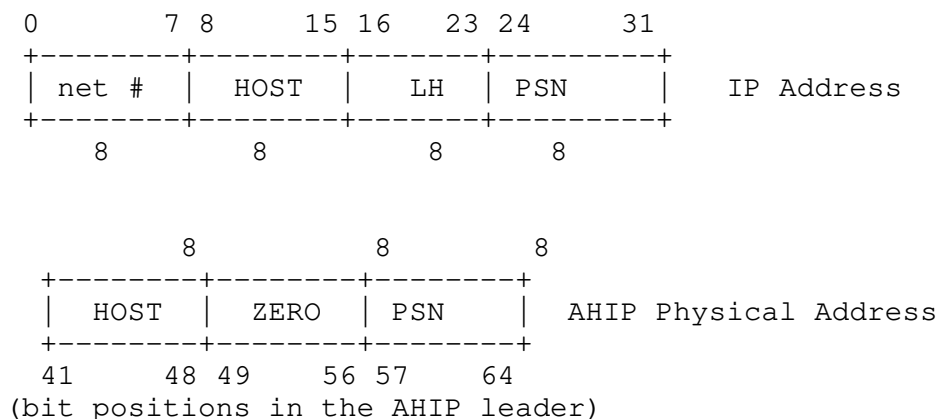 0        7 8      15 16   23 24      31
+--------+--------+-------+---------+
| net #  |  HOST  |   LH  | PSN     |   IP Address
+--------+--------+-------+---------+
8        8         8      8
8         8        8
+--------+--------+--------+
|  HOST  |  ZERO  | PSN    |  AHIP Physical Address
+--------+--------+--------+
41      48 49    56 57    64
(bit positions in the AHIP leader)